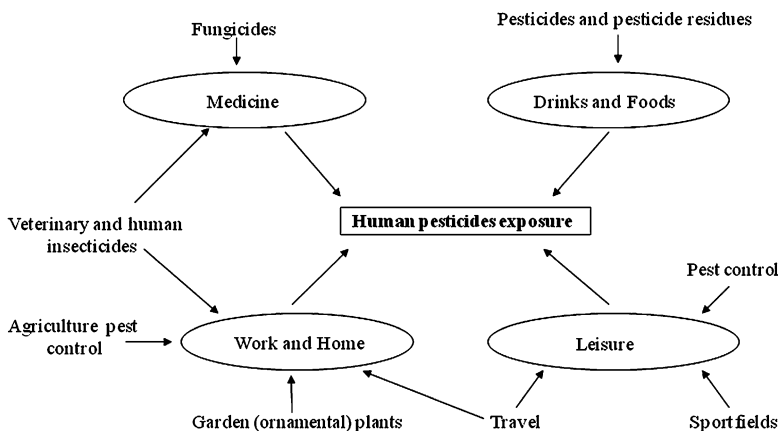 Fungicides
Pesticides and pesticide residues
Medicine
Drinks and Foods
Human pesticides exposure
Veterinary and human
insecticides
Pest control
Agriculture pest
control
Work and Home
Leisure
Garden (ornamental) plants
Travel
Sport fields